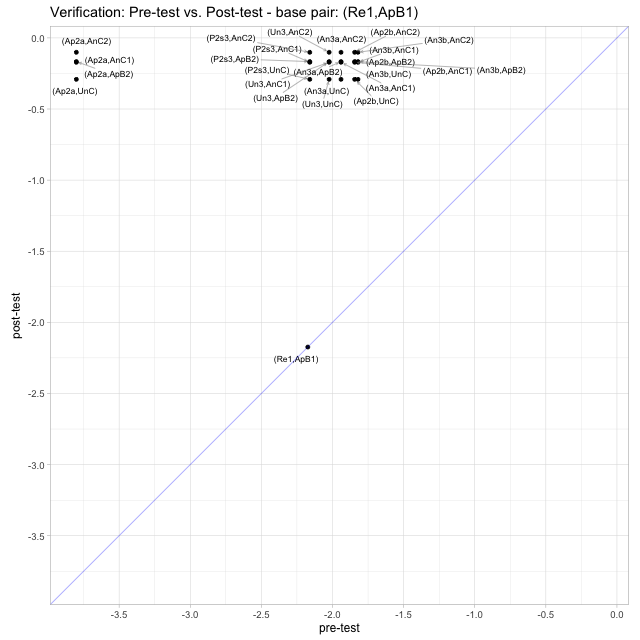 Verification: Pre-test vs. Post-test - base pair: (Re1,ApB1)
0.0
-0.5
-1.0
-1.5
-2.0
-2.5
-3.0
-3.5
post-test
(Ap2a,AnC2)
(Ap2a,AnC1)
(Ap2a,ApB2)
(Ap2a,UnC)
(Un3,AnC2)
(Ap2b,AnC2)
(P2s3,AnC2)
(An3a,AnC2)
(An3b,AnC2)
(P2s3,AnC1)
(An3b,AnC1)
(P2s3,ApB2)
(Ap2b,ApB2)
(P2s3,UnC)
(An3a,ApB2)
(An3b,UnC)
(Ap2b,AnC1)
(An3b,ApB2)
(Un3,AnC1)
(An3a,UnC)
(An3a,AnC1)
(Un3,ApB2)
(Un3,UnC)
(Ap2b,UnC)
(Re1,ApB1)
-3.5
-3.0
-2.5
-2.0
-1.5
-1.0
-0.5
0.0
pre-test